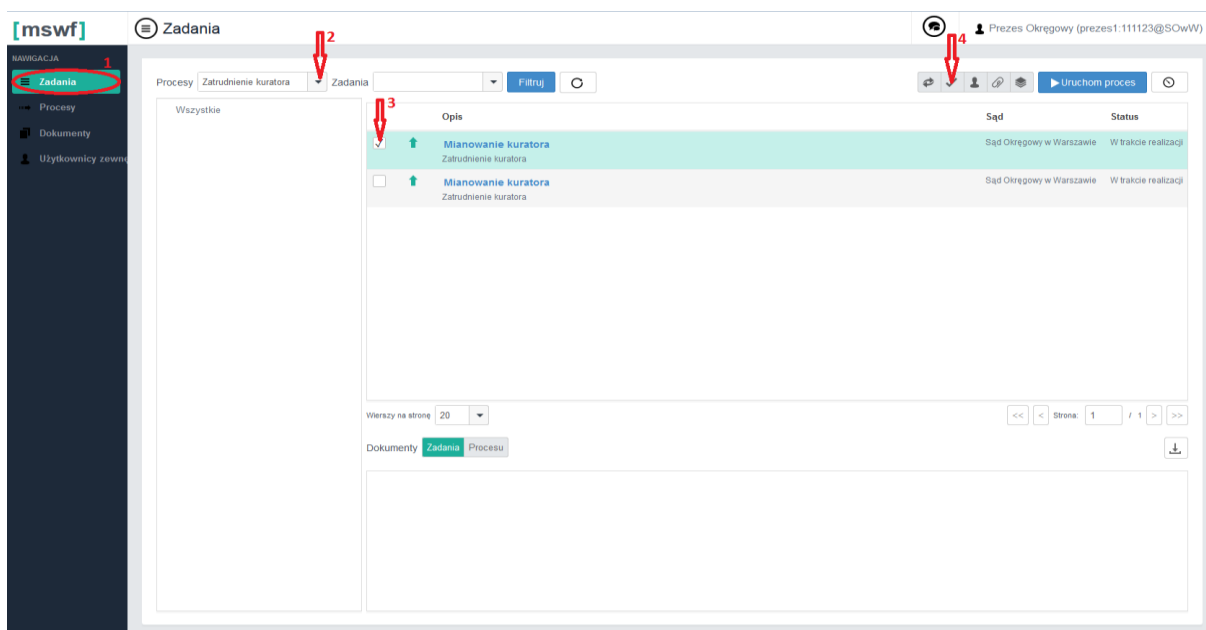 [mswf]
Zadania
Prezes Okręgowy (prezes1:111123@SOwW)
NAWIGACJA
1
2
4
Zadania
Procesy
Dokumenty
Użytkownicy zewnę
Procesy Zatrudnienie kuratora Zadania Filtruj Uruchom proces
3
Wszystkie
Opis Sąd Status
Mianowanie kuratora Sąd Okręgowy w Warszawie W trakcie realizacji
Zatrudnienie kuratora
Mianowanie kuratora Sąd Okręgowy w Warszawie W trakcie realizacji
Zatrudnienie kuratora
Wierszy na stronę 20 << < Strona: 1 / 1 > >>
Dokumenty Zadania Procesu